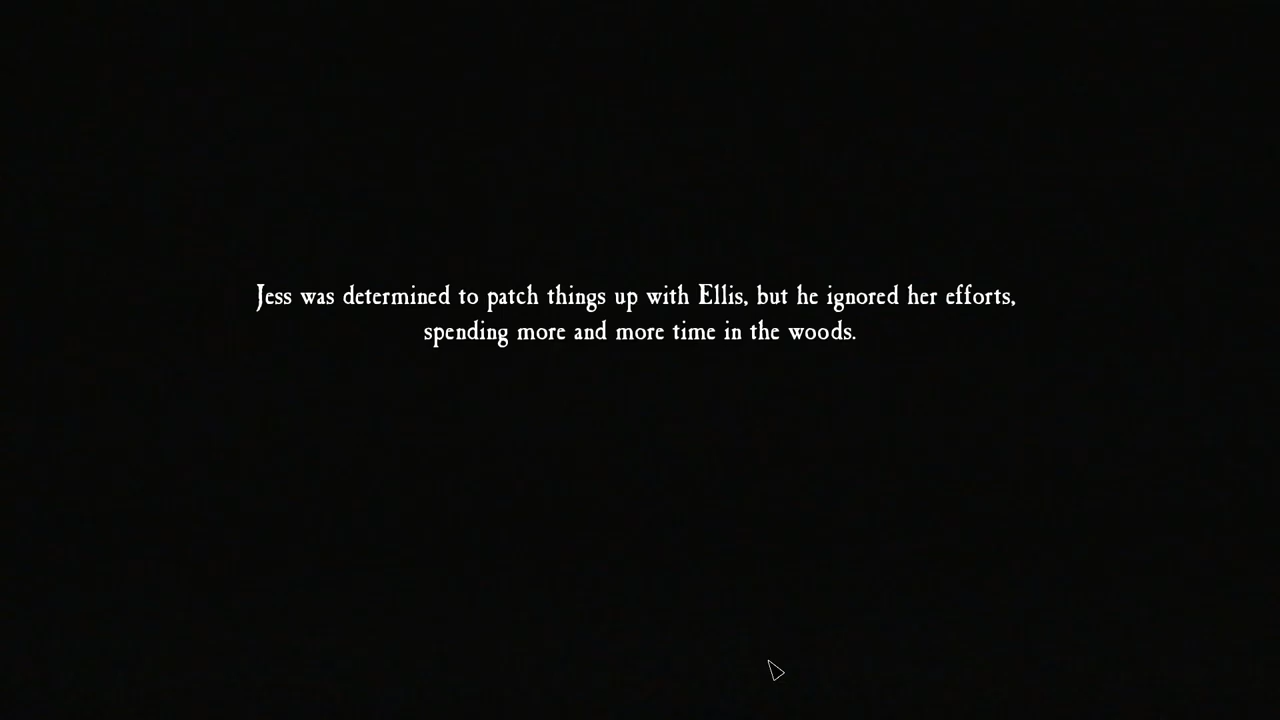 Jess was determined to patch things up with Ellis, but he ignored her efforts,
spending more and more time in the woods.